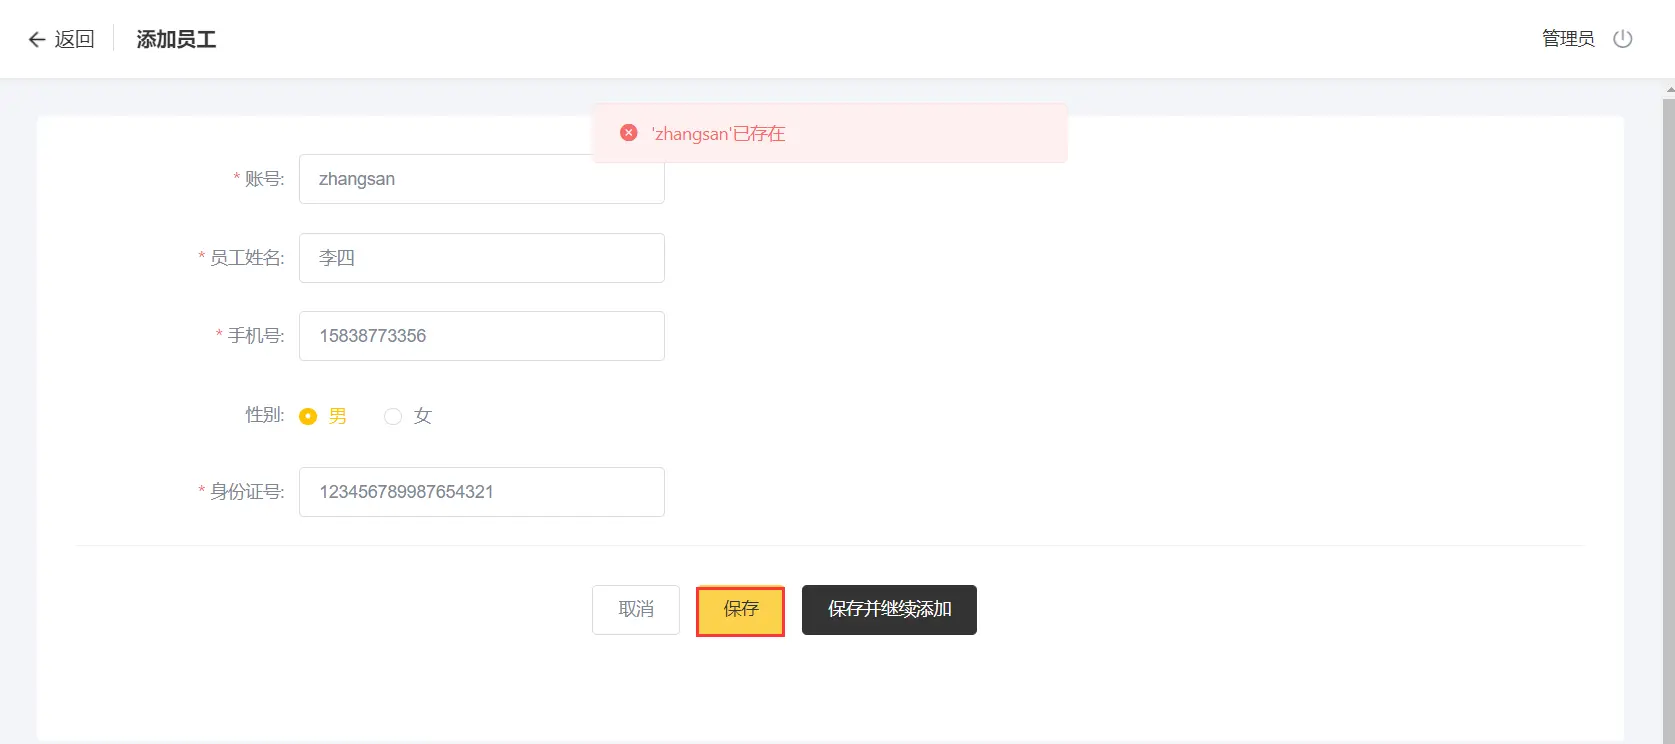 返回 添加员工 管理员
'zhangsan'已存在
* 账号: zhangsan
* 员工姓名: 李四
* 手机号: 15838773356
性别: 男 女
* 身份证号: 123456789987654321
取消 保存 保存并继续添加